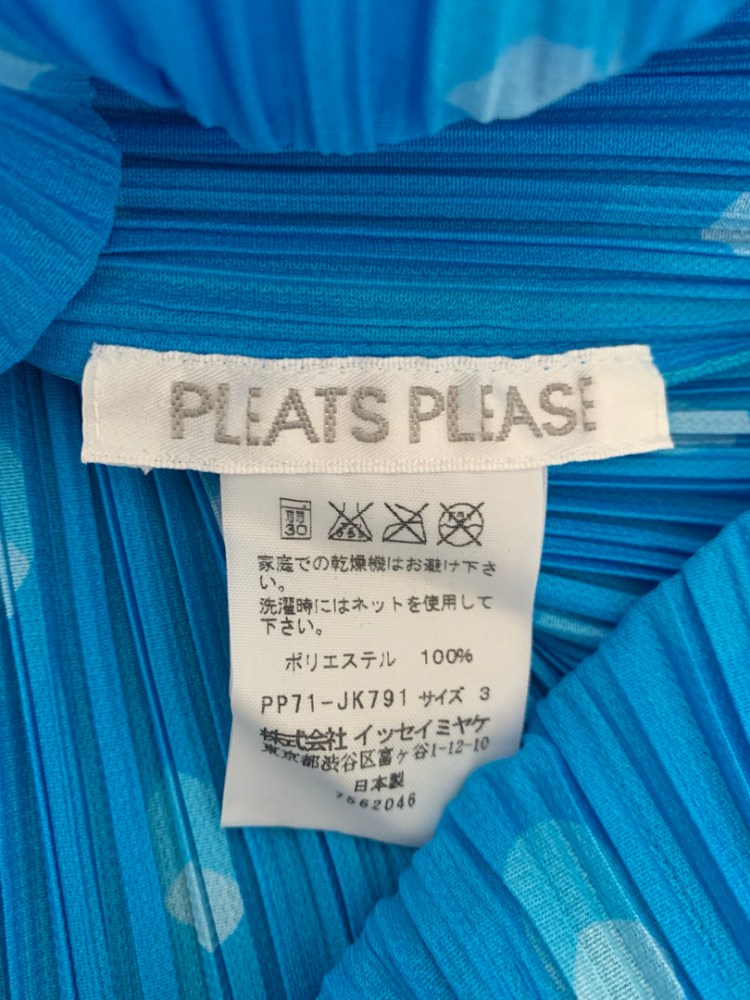 PLEATS PLEASE
30
家庭での乾燥機はお避け下さ
い。
洗濯時にはネットを使用して
下さい。
ポリエステル 100%
PP71-JK791 サイズ 3
株式会社 イッセイミヤケ
東京都渋谷区富ヶ谷1-12-10
日本製
7562046